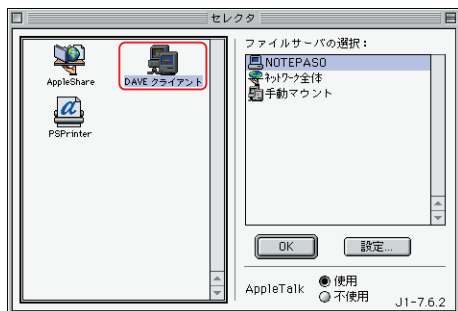 セレクタ
AppleShare
DAVE クライアント
PSPrinter
ファイルサーバの選択：
NOTEPASO
ネットワーク全体
手動マウント
OK
設定...
AppleTalk
使用
不使用
J1-7.6.2